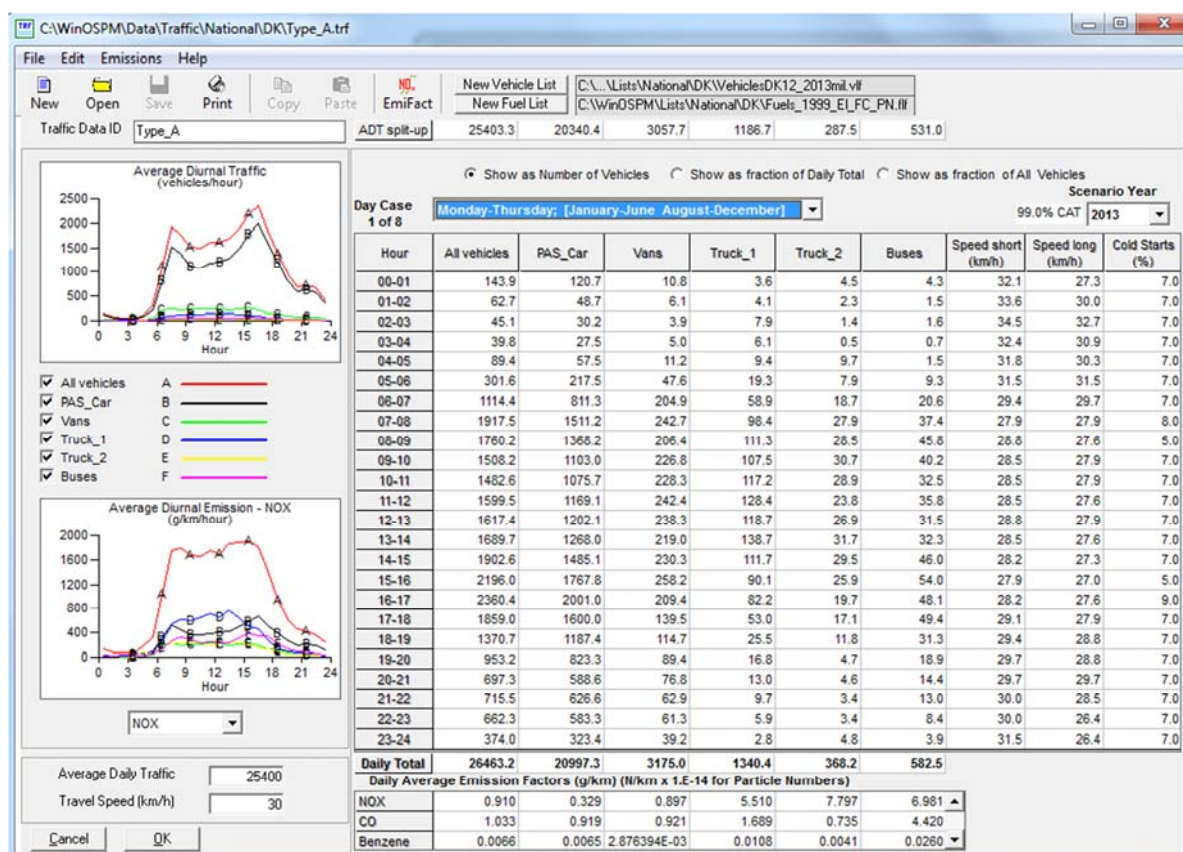 C:\WinOSPM\Data\Traffic\National\DK\Type_A.trf
File Edit Emissions Help
New Open Save Print Copy Paste EmiFact
New Vehicle List C:\...\Lists\National\DK\VehiclesDK12_2013mil.vlf
New Fuel List C:\WinOSPM\Lists\National\DK\Fuels_1999_EI_FC_PN.flf
Traffic Data ID Type_A
ADT split-up 25403.3 20340.4 3057.7 1186.7 287.5 531.0
Average Diurnal Traffic
(vehicles/hour)
2500
2000
1500
1000
500
0
0 3 6 9 12 15 18 21 24
Hour
All vehicles A
PAS_Car B
Vans C
Truck_1 D
Truck_2 E
Buses F
Average Diurnal Emission - NOX
(g/km/hour)
2000
1600
1200
800
400
0
0 3 6 9 12 15 18 21 24
Hour
NOX
Average Daily Traffic 25400
Travel Speed (km/h) 30
Cancel OK
Show as Number of Vehicles Show as fraction of Daily Total Show as fraction of All Vehicles
Scenario Year
Day Case
1 of 8
Monday-Thursday; [January-June August-December]
99.0% CAT 2013
Hour All vehicles PAS_Car Vans Truck_1 Truck_2 Buses Speed short (km/h) Speed long (km/h) Cold Starts (%)
00-01 143.9 120.7 10.8 3.6 4.5 4.3 32.1 27.3 7.0
01-02 62.7 48.7 6.1 4.1 2.3 1.5 33.6 30.0 7.0
02-03 45.1 30.2 3.9 7.9 1.4 1.6 34.5 32.7 7.0
03-04 39.8 27.5 5.0 6.1 0.5 0.7 32.4 30.9 7.0
04-05 89.4 57.5 11.2 9.4 9.7 1.5 31.8 30.3 7.0
05-06 301.6 217.5 47.6 19.3 7.9 9.3 31.5 31.5 7.0
06-07 1114.4 811.3 204.9 58.9 18.7 20.6 29.4 29.7 7.0
07-08 1917.5 1511.2 242.7 98.4 27.9 37.4 27.9 27.9 8.0
08-09 1760.2 1368.2 206.4 111.3 28.5 45.8 28.8 27.6 5.0
09-10 1508.2 1103.0 226.8 107.5 30.7 40.2 28.5 27.9 7.0
10-11 1482.6 1075.7 228.3 117.2 28.9 32.5 28.5 27.9 7.0
11-12 1599.5 1169.1 242.4 128.4 23.8 35.8 28.5 27.6 7.0
12-13 1617.4 1202.1 238.3 118.7 26.9 31.5 28.8 27.9 7.0
13-14 1689.7 1268.0 219.0 138.7 31.7 32.3 28.5 27.6 7.0
14-15 1902.6 1485.1 230.3 111.7 29.5 46.0 28.2 27.3 7.0
15-16 2196.0 1767.8 258.2 90.1 25.9 54.0 27.9 27.0 5.0
16-17 2360.4 2001.0 209.4 82.2 19.7 48.1 28.2 27.6 9.0
17-18 1859.0 1600.0 139.5 53.0 17.1 49.4 29.1 27.9 7.0
18-19 1370.7 1187.4 114.7 25.5 11.8 31.3 29.4 28.8 7.0
19-20 953.2 823.3 89.4 16.8 4.7 18.9 29.7 28.8 7.0
20-21 697.3 588.6 76.8 13.0 4.6 14.4 29.7 29.7 7.0
21-22 715.5 626.6 62.9 9.7 3.4 13.0 30.0 28.5 7.0
22-23 662.3 583.3 61.3 5.9 3.4 8.4 30.0 26.4 7.0
23-24 374.0 323.4 39.2 2.8 4.8 3.9 31.5 26.4 7.0
Daily Total 26463.2 20997.3 3175.0 1340.4 368.2 582.5
Daily Average Emission Factors (g/km) (N/km x 1.E-14 for Particle Numbers)
NOX 0.910 0.329 0.897 5.510 7.797 6.981
CO 1.033 0.919 0.921 1.689 0.735 4.420
Benzene 0.0066 0.0065 2.876394E-03 0.0108 0.0041 0.0260